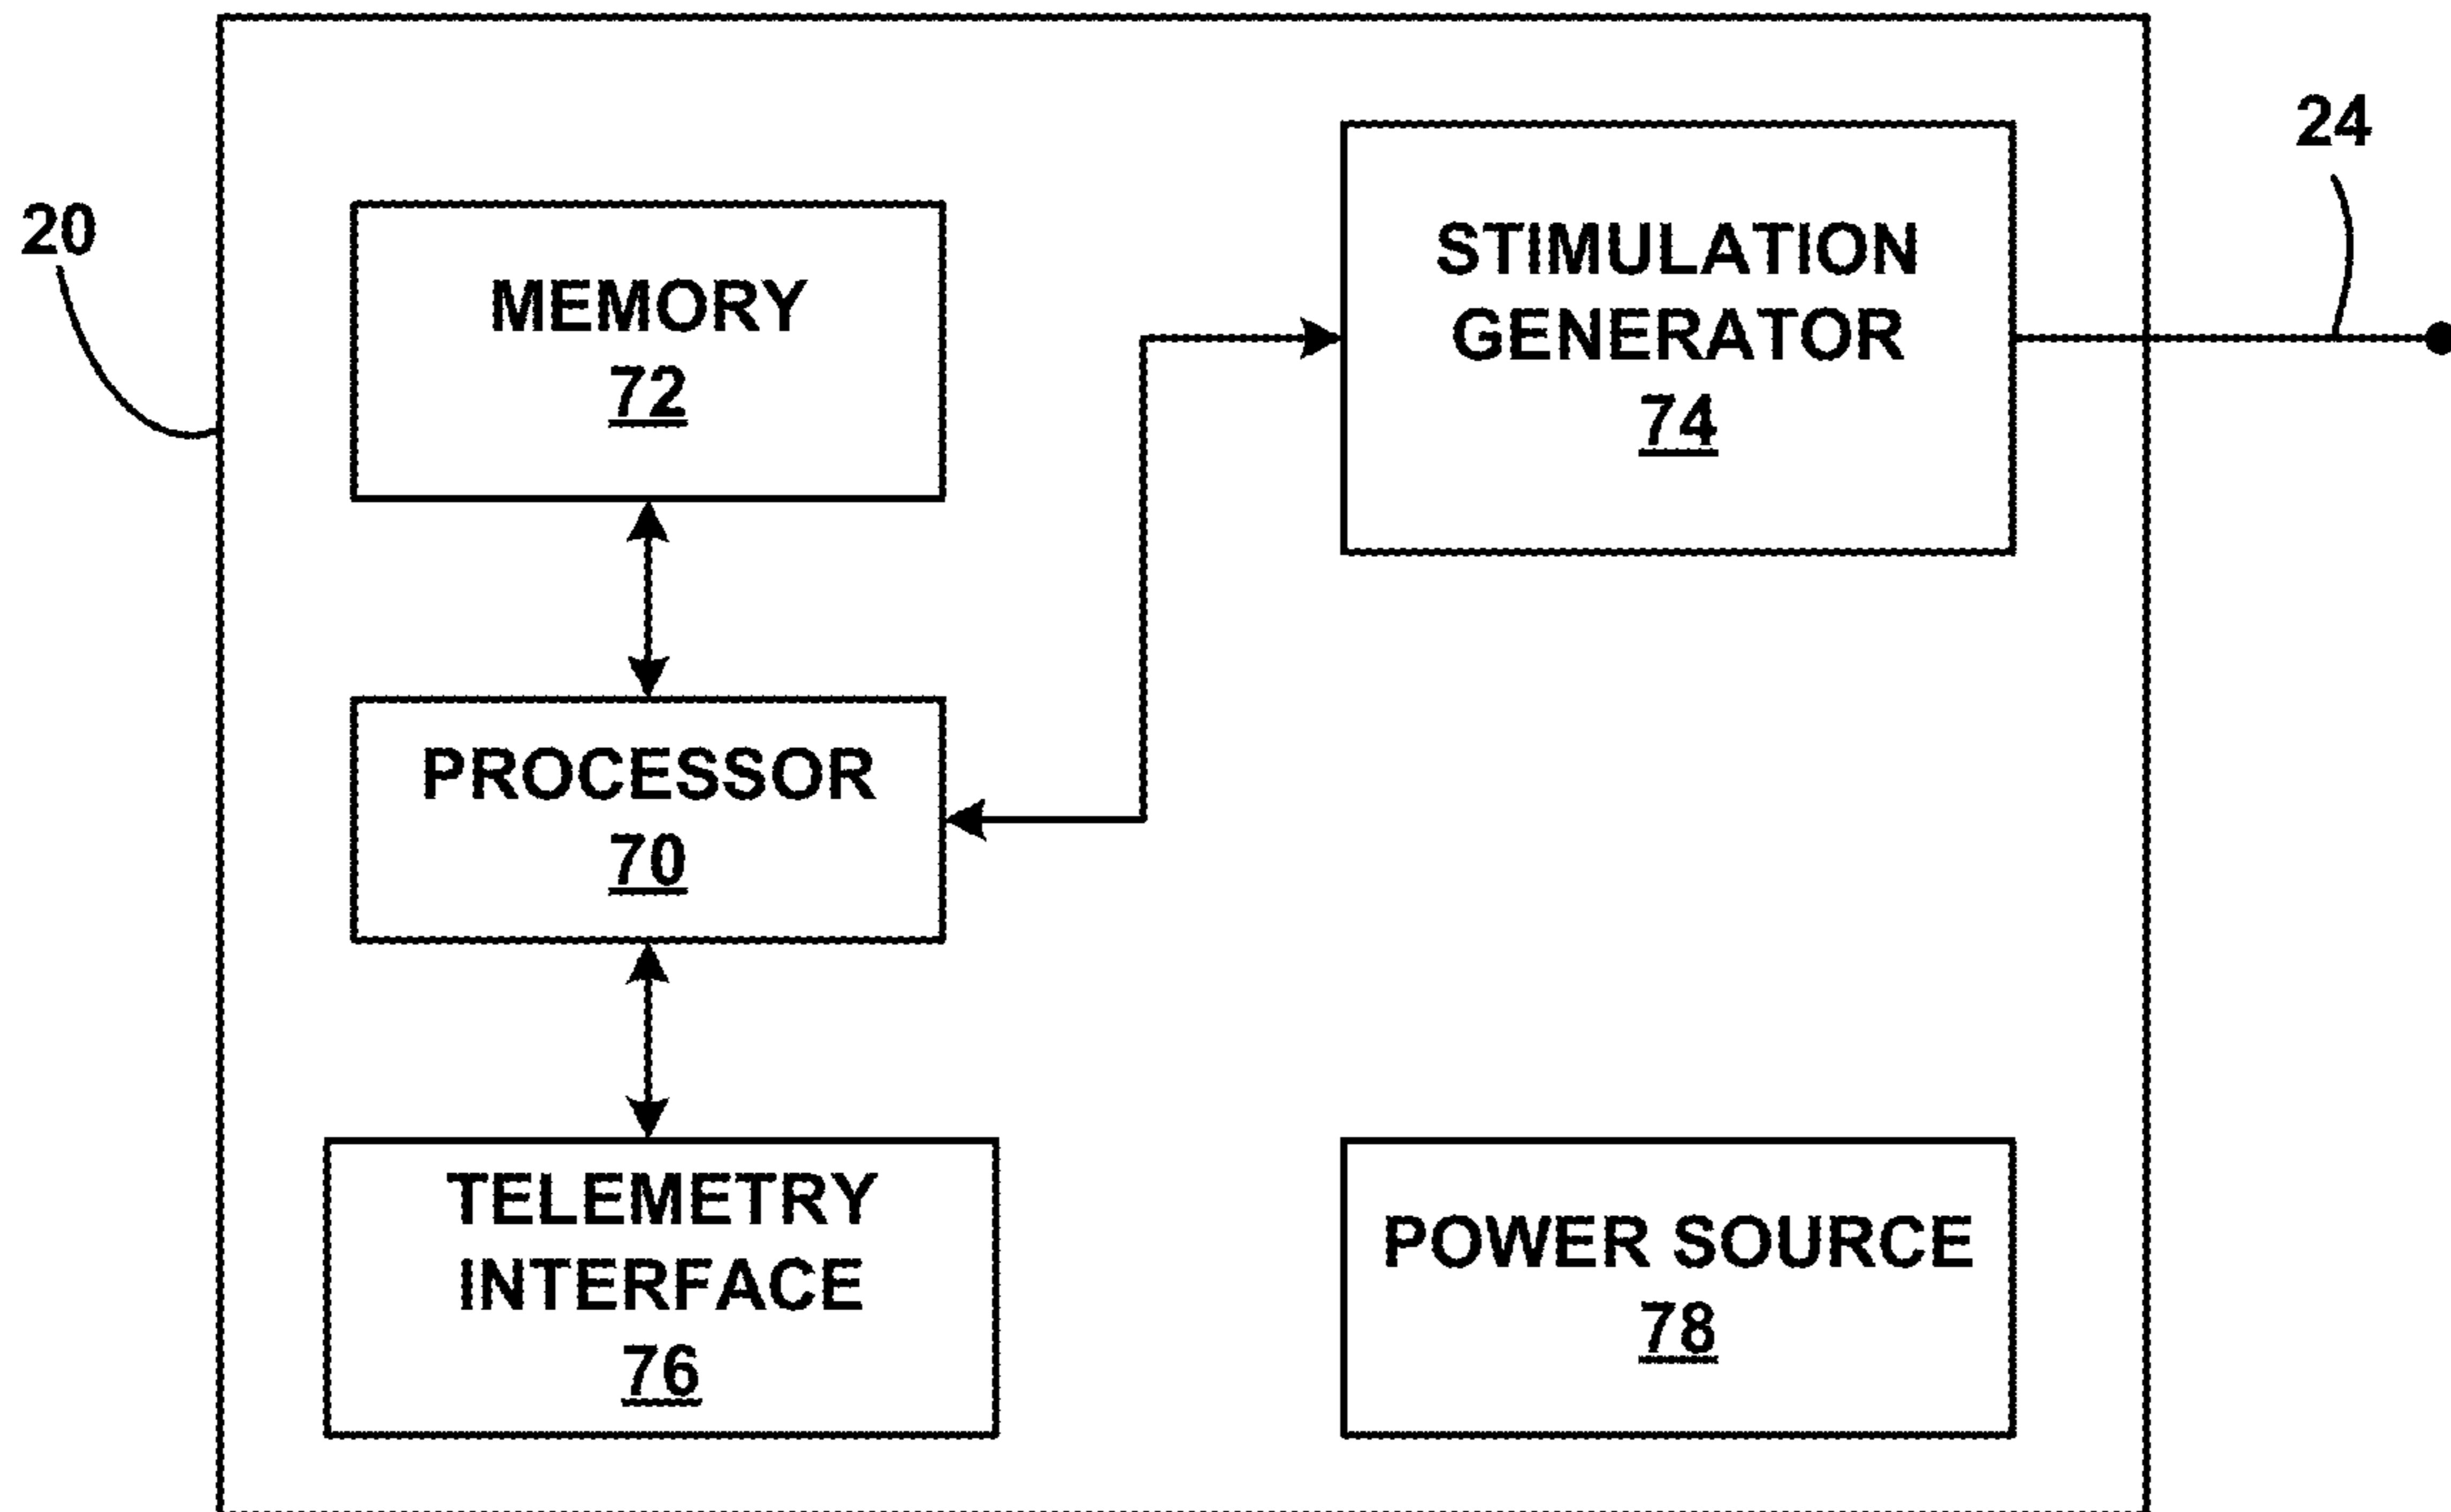 20
24
MEMORY
72
STIMULATION
GENERATOR
74
PROCESSOR
70
TELEMETRY
INTERFACE
76
POWER SOURCE
78